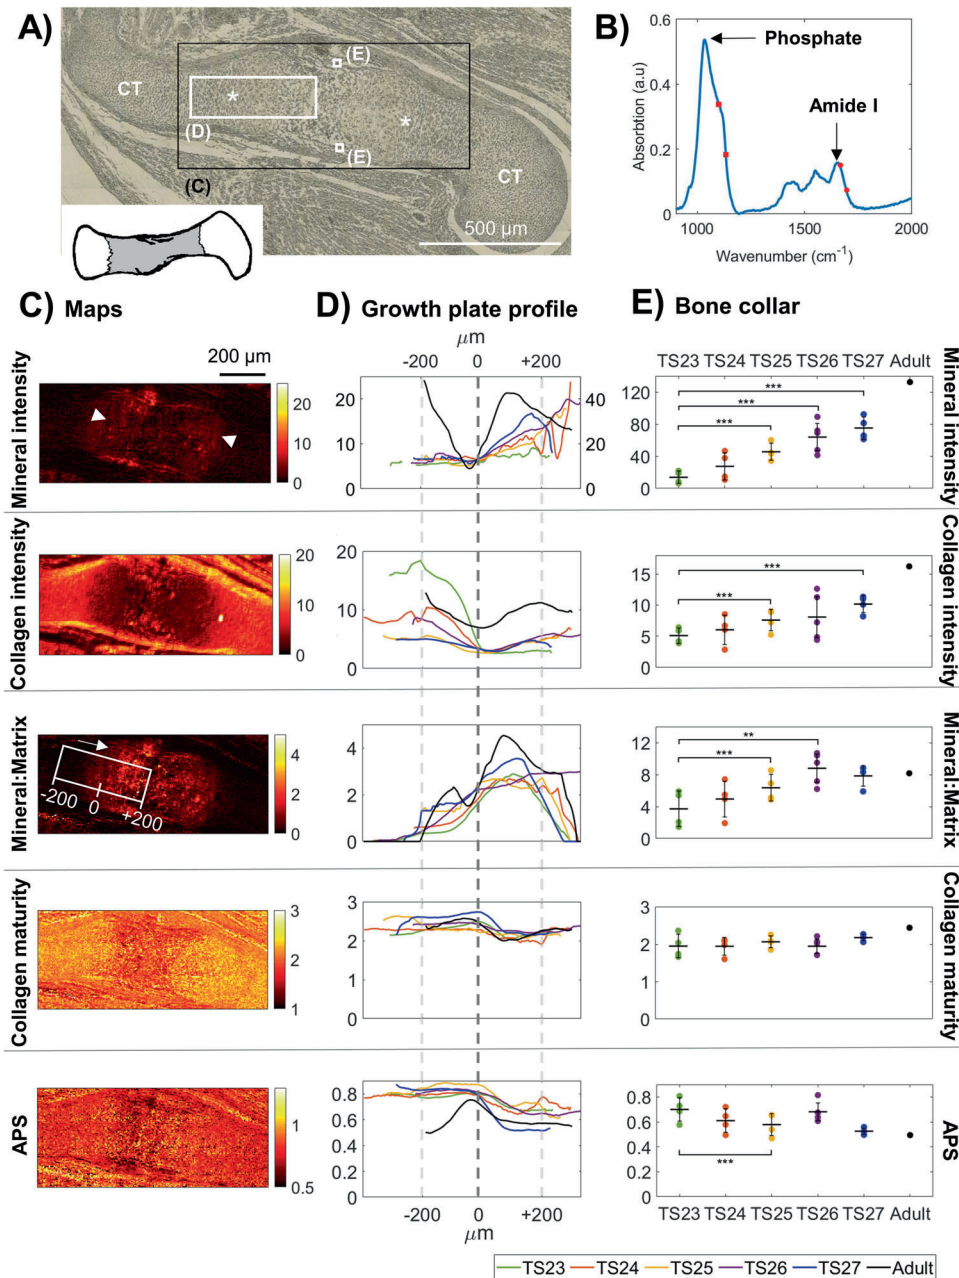 A)
(E)
CT
*
*
(D)
(E)
CT
(C)
500 µm
B)
0.6
Phosphate
0.4
Amide I
0.2
0
Absorbtion (a.u)
1000
1500
2000
Wavenumber (cm-1)
C) Maps
200 µm
D) Growth plate profile
µm
-200
0
+200
E) Bone collar
TS23 TS24 TS25 TS26 TS27 Adult
Mineral intensity
20
10
0
20
15
10
5
0
40
20
0
120
80
40
0
***
***
***
Mineral intensity
Collagen intensity
20
10
0
20
15
10
5
0
15
10
5
0
***
***
Collagen intensity
Mineral:Matrix
-200
0
+200
4
2
0
4
2
0
12
8
4
0
**
***
Mineral:Matrix
Collagen maturity
3
2
1
3
2
1
0
3
2
1
0
Collagen maturity
APS
1
0.5
0.8
0.6
0.4
0.2
0
0.8
0.6
0.4
0.2
0
***
APS
-200
0
+200
µm
TS23 TS24 TS25 TS26 TS27 Adult
TS23 TS24 TS25 TS26 TS27 Adult